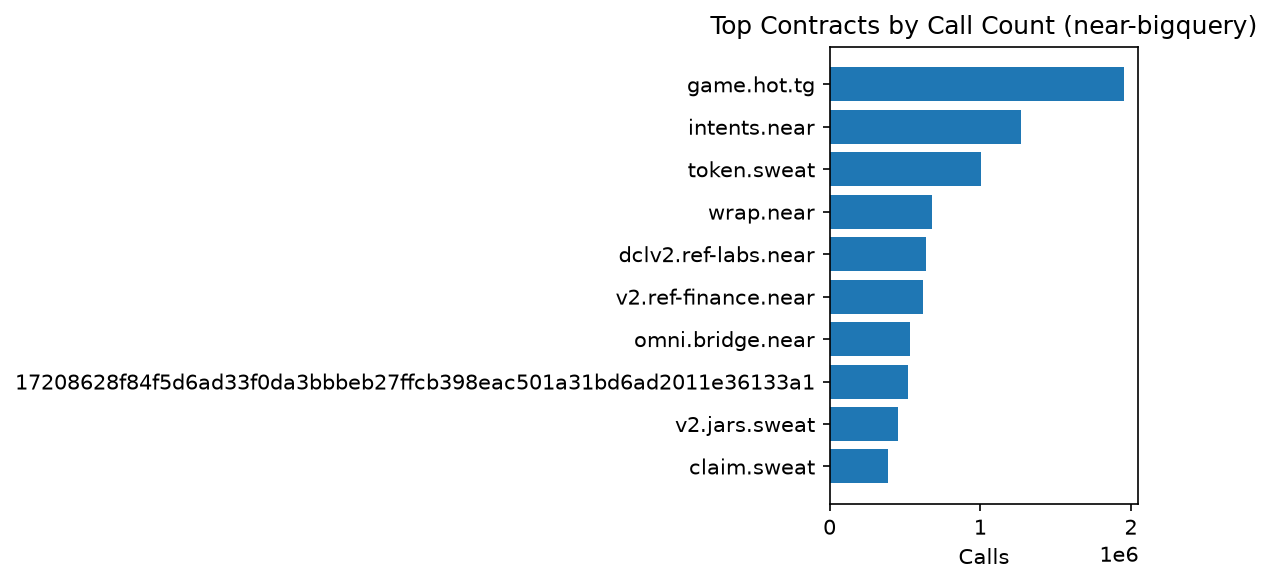 Top Contracts by Call Count (near-bigquery)
game.hot.tg
intents.near
token.sweat
wrap.near
dclv2.ref-labs.near
v2.ref-finance.near
omni.bridge.near
17208628f84f5d6ad33f0da3bbbeb27ffcb398eac501a31bd6ad2011e36133a1
v2.jars.sweat
claim.sweat
0 1 2
Calls 1e6